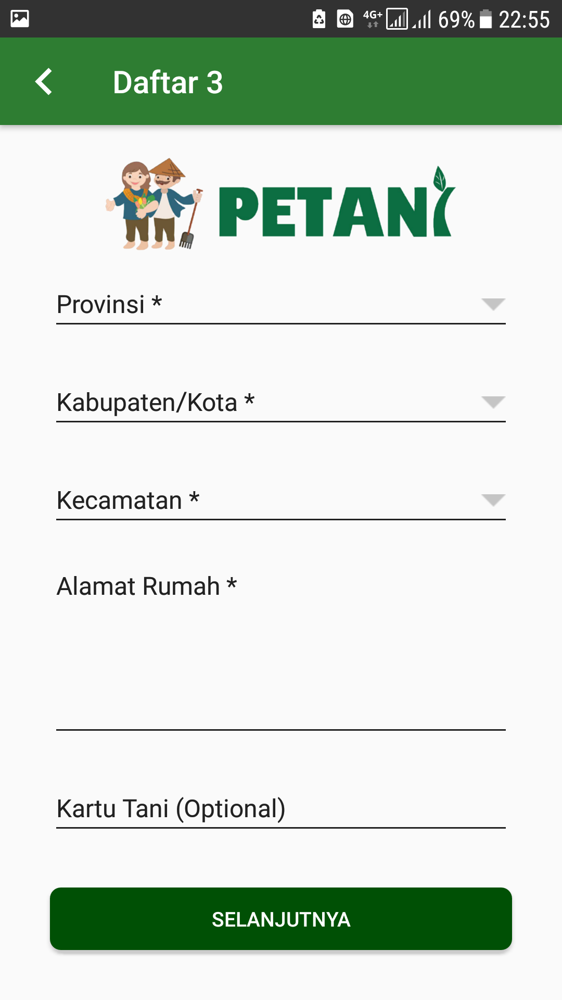 4G+ 69% 22:55
Daftar 3
PETANI
Provinsi *
Kabupaten/Kota *
Kecamatan *
Alamat Rumah *
Kartu Tani (Optional)
SELANJUTNYA